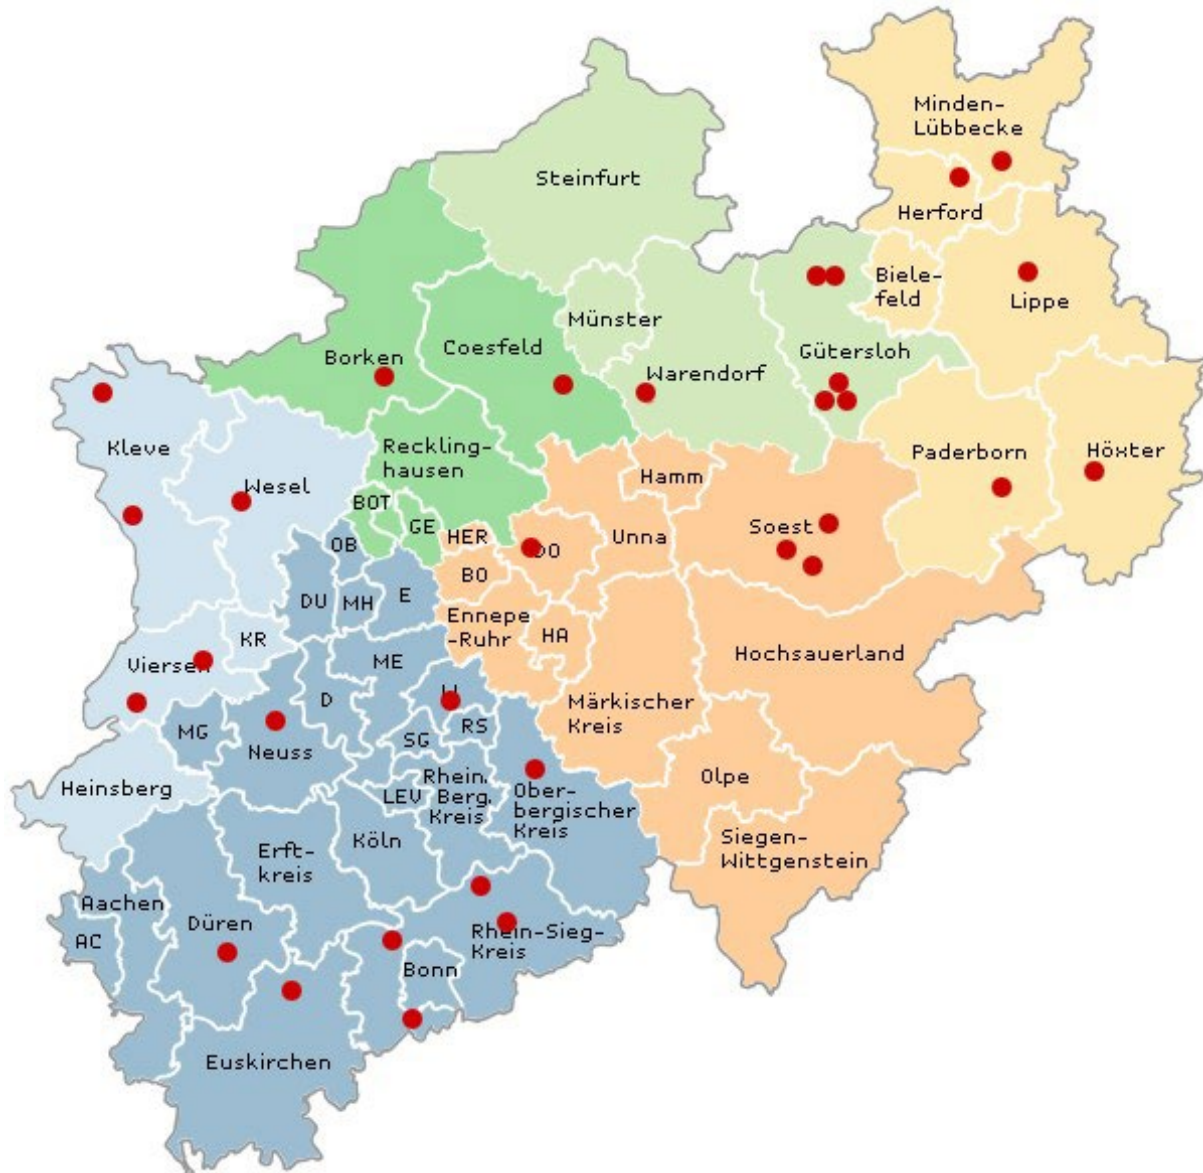 Minden-
Lübbecke
Steinfurt
Herford
Biele-
feld
Lippe
Münster
Borken
Coesfeld
Gütersloh
Warendorf
Kleve
Reckling-
hausen
Paderborn
Höxter
Wesel
Hamm
BOT
GE
Soest
OB
HER
DO
Unna
BO
DU
MH
E
Ennepe
-Ruhr
HA
KR
Viersen
ME
Hochsauerland
D
Märkischer
Kreis
MG
Neuss
SG
RS
Heinsberg
LEV
Rhein.
Berg.
Kreis
Ober-
bergischer
Kreis
Olpe
Köln
Erft-
kreis
Siegen-
Wittgenstein
Aachen
AC
Düren
Rhein-Sieg-
Kreis
Bonn
Euskirchen